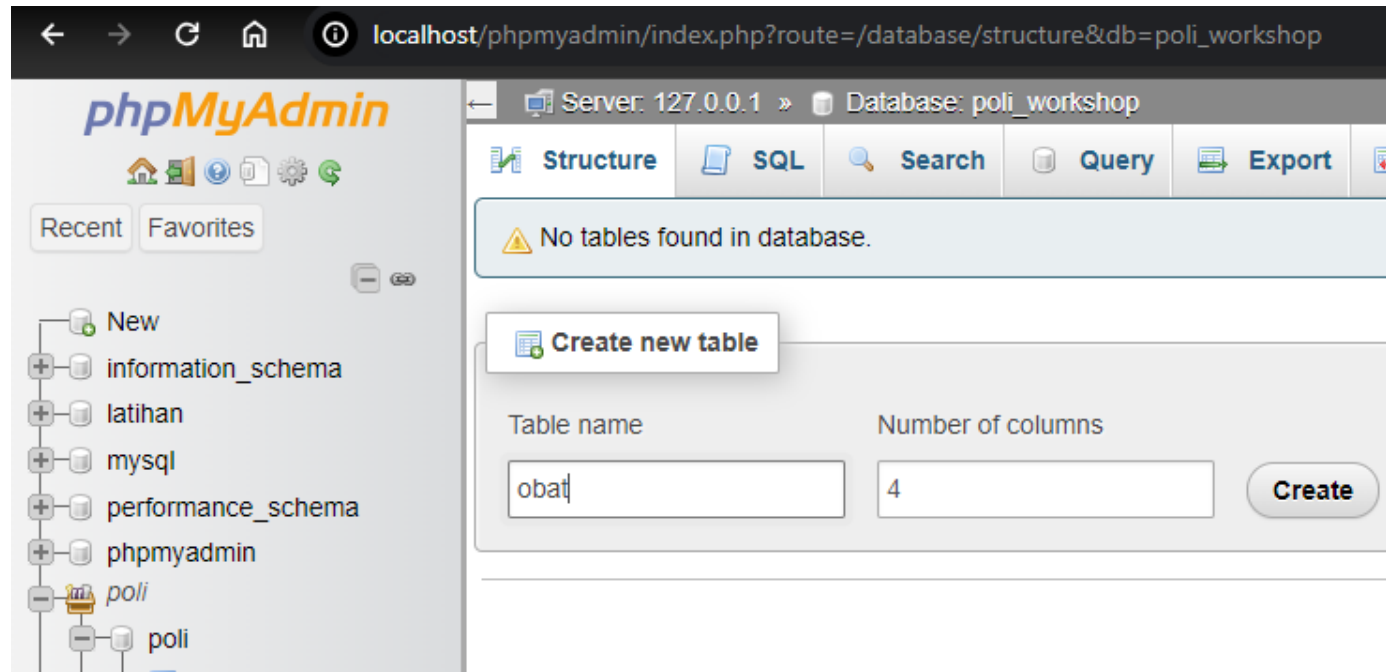 localhost/phpmyadmin/index.php?route=/database/structure&db=poli_workshop
phpMyAdmin
Recent Favorites
New
information_schema
latihan
mysql
performance_schema
phpmyadmin
poli
poli
Server: 127.0.0.1 » Database: poli_workshop
Structure SQL Search Query Export
No tables found in database.
Create new table
Table name Number of columns
obat 4 Create